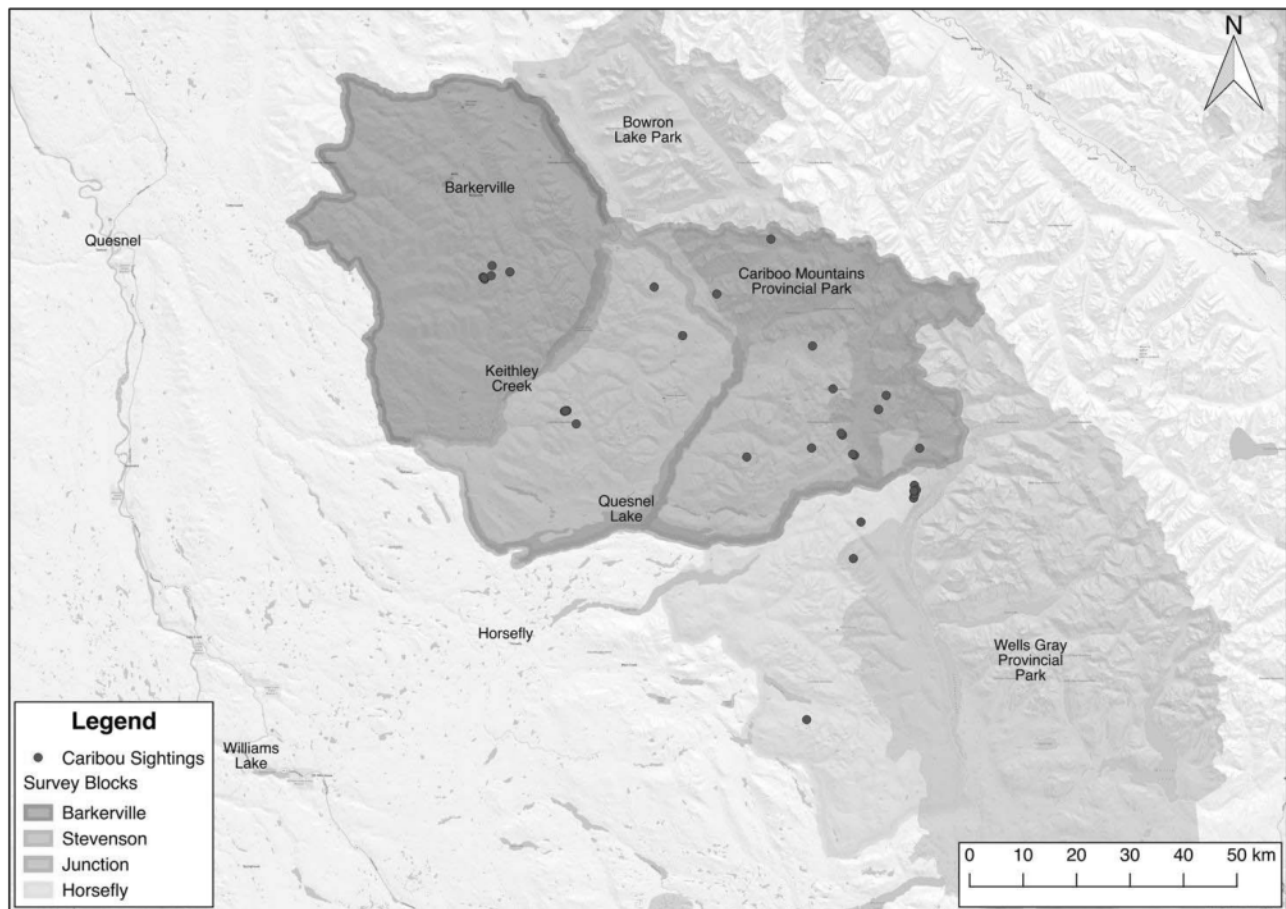 N
Bowron
Lake Park
Barkerville
Quesnel
Cariboo Mountains
Provincial Park
Keithley
Creek
Quesnel
Lake
Horsefly
Wells Gray
Provincial
Park
Williams
Lake
Legend
Caribou Sightings
Survey Blocks
Barkerville
Stevenson
Junction
Horsefly
0 10 20 30 40 50 km